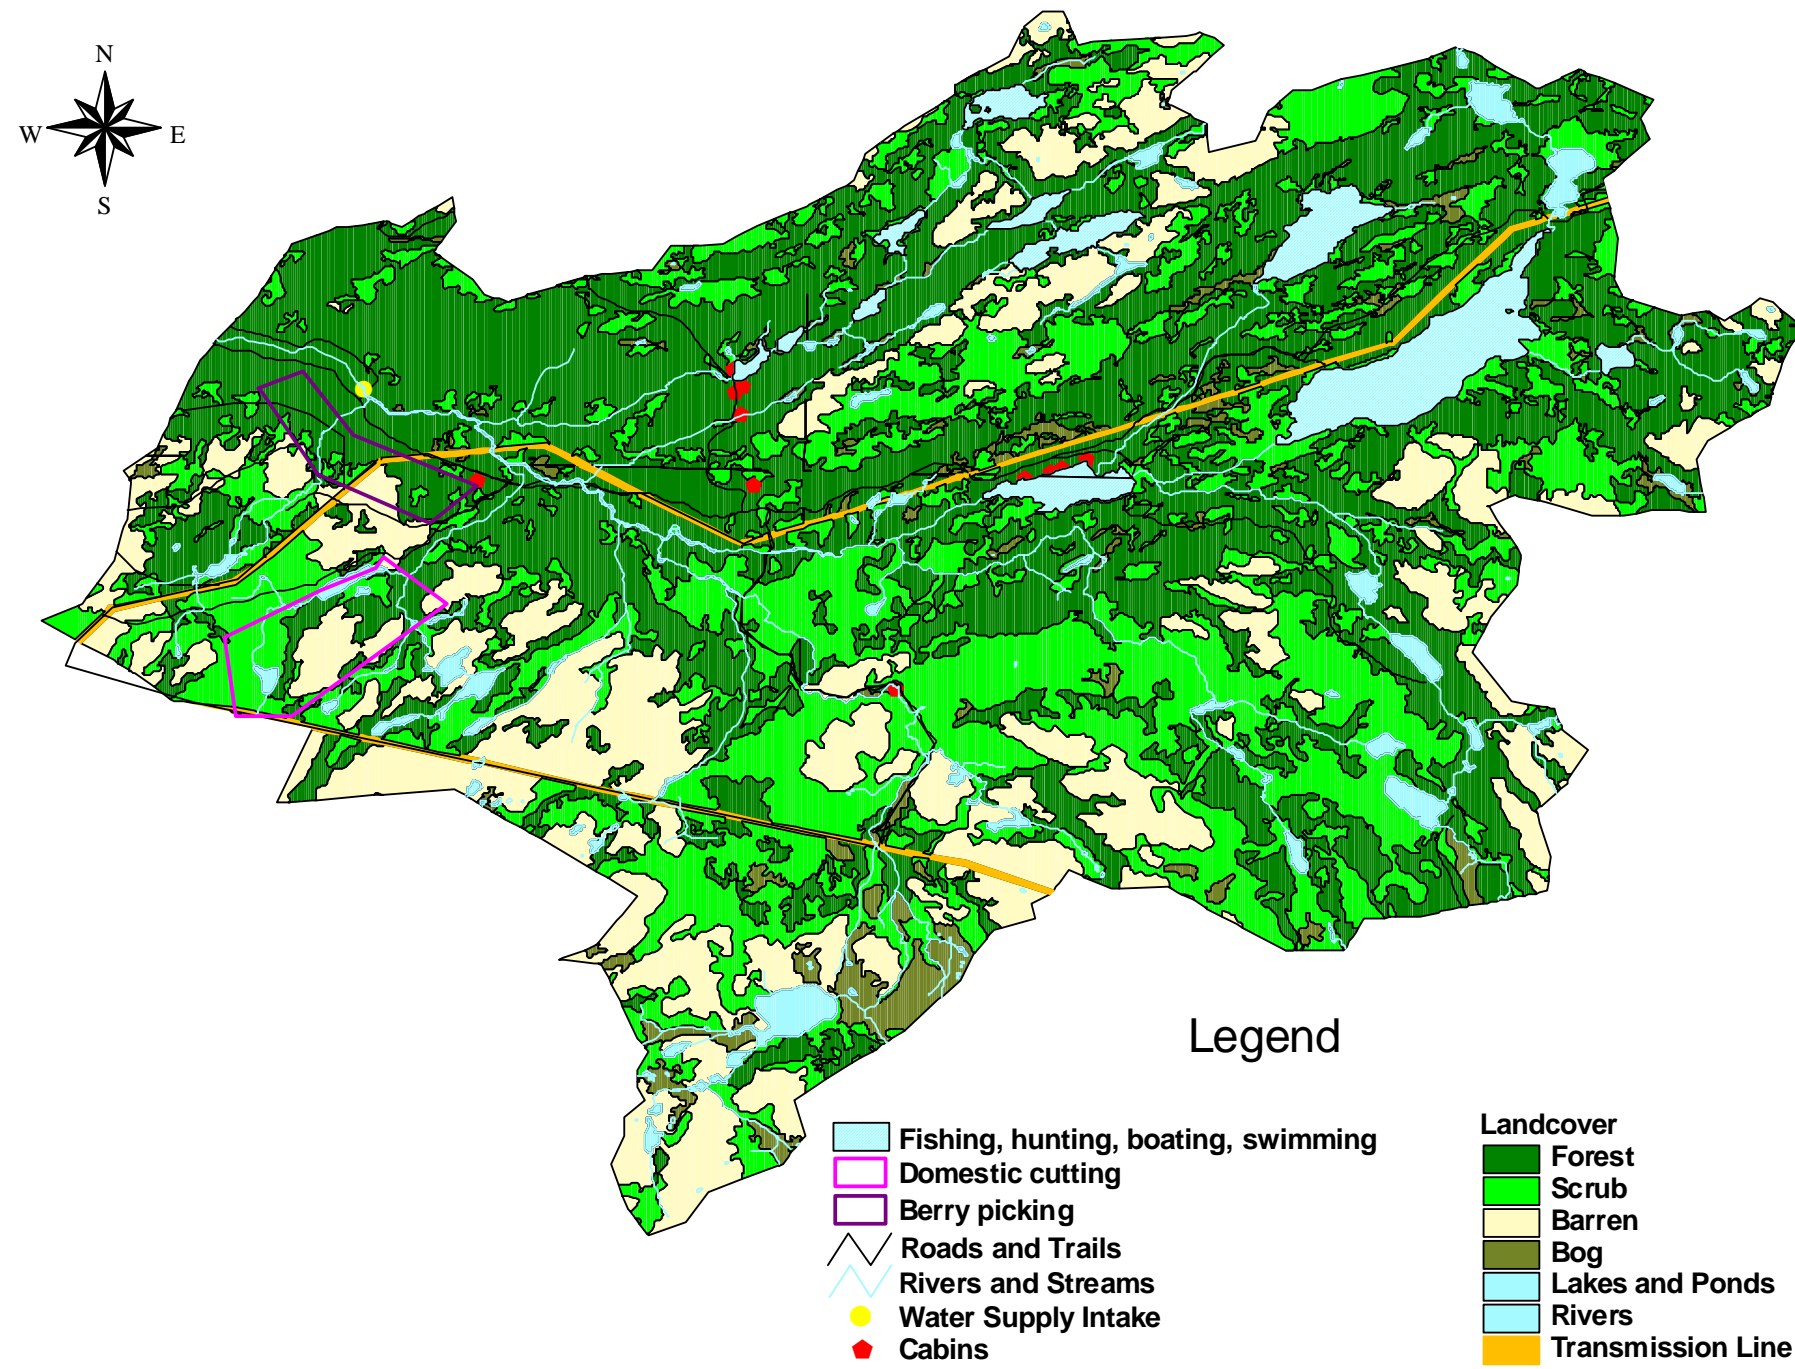 N
W E
S
Legend
Fishing, hunting, boating, swimming
Domestic cutting
Berry picking
Roads and Trails
Rivers and Streams
Water Supply Intake
Cabins
Landcover
Forest
Scrub
Barren
Bog
Lakes and Ponds
Rivers
Transmission Line